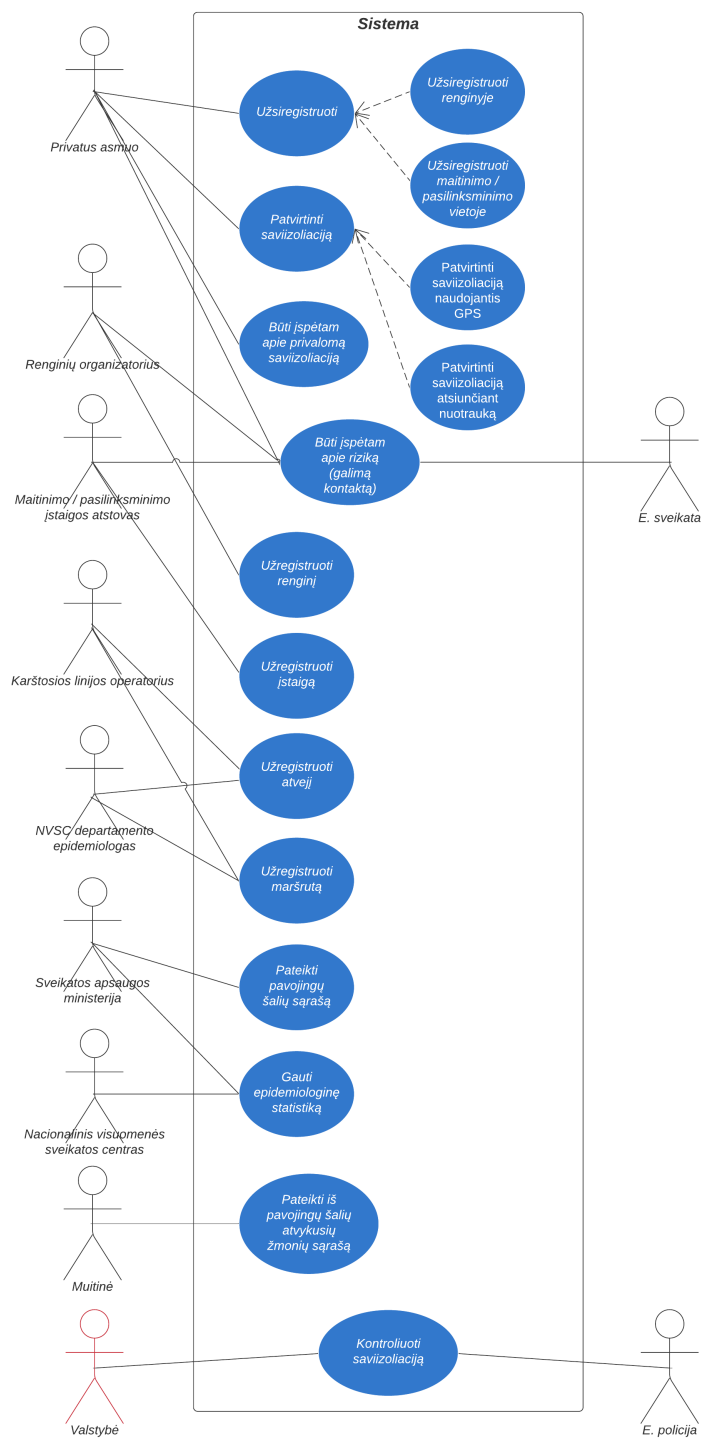 Sistema
Privatus asmuo
Užsiregistruoti
Užsiregistruoti
renginyje
Užsiregistruoti
maitinimo /
pasilinksminimo
vietoje
Patvirtinti
saviizoliaciją
Patvirtinti
saviizoliaciją
naudojantis
GPS
Renginių organizatorius
Būti įspėtam
apie privalomą
saviizoliaciją
Patvirtinti
saviizoliaciją
atsiunčiant
nuotrauką
Maitinimo / pasilinksminimo
įstaigos atstovas
Būti įspėtam
apie riziką
(galimą
kontaktą)
E. sveikata
Užregistruoti
renginį
Karštosios linijos operatorius
Užregistruoti
įstaigą
NVSC departamento
epidemiologas
Užregistruoti
atvejį
Užregistruoti
maršrutą
Sveikatos apsaugos
ministerija
Pateikti
pavojingų
šalių sąrašą
Nacionalinis visuomenės
sveikatos centras
Gauti
epidemiologinę
statistiką
Muitinė
Pateikti iš
pavojingų šalių
atvykusių
žmonių sąrašą
Valstybė
Kontroliuoti
saviizoliaciją
E. policija